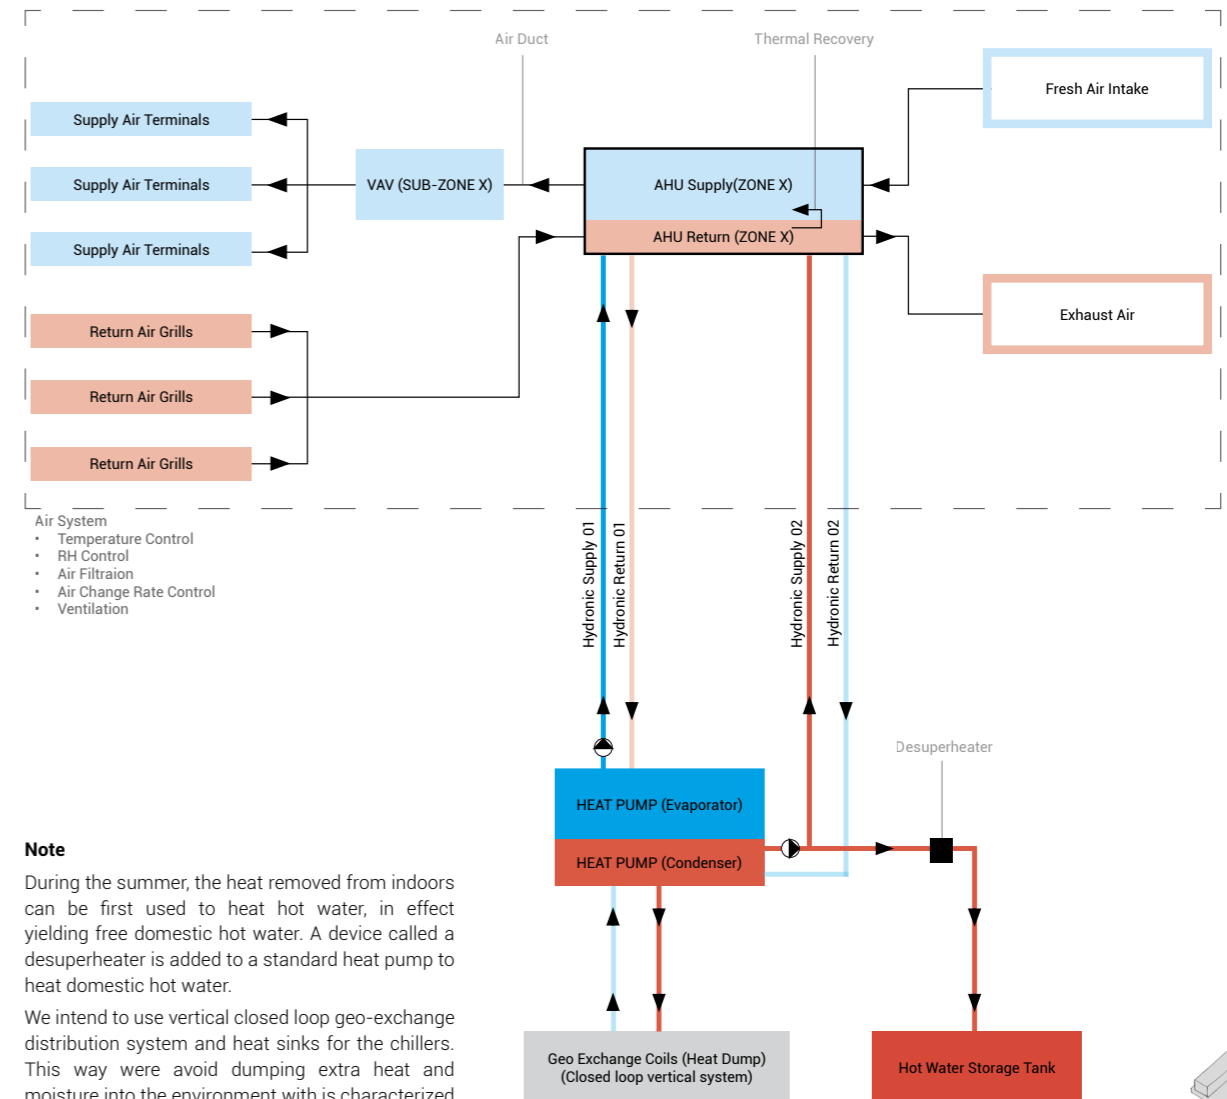 Air Duct
Thermal Recovery
Fresh Air Intake
Supply Air Terminals
Supply Air Terminals
VAV (SUB-ZONE X)
AHU Supply(ZONE X)
Supply Air Terminals
AHU Return (ZONE X)
Return Air Grills
Exhaust Air
Return Air Grills
Return Air Grills
Air System
• Temperature Control
• RH Control
• Air Filtraion
• Air Change Rate Control
• Ventilation
Hydronic Supply 01
Hydronic Return 01
Hydronic Supply 02
Hydronic Return 02
Desuperheater
HEAT PUMP (Evaporator)
HEAT PUMP (Condenser)
Note
During the summer, the heat removed from indoors
can be first used to heat hot water, in effect
yielding free domestic hot water. A device called a
desuperheater is added to a standard heat pump to
heat domestic hot water.
We intend to use vertical closed loop geo-exchange
distribution system and heat sinks for the chillers.
This way were avoid dumping extra heat and
moisture into the environment with is characterized
Geo Exchange Coils (Heat Dump)
(Closed loop vertical system)
Hot Water Storage Tank